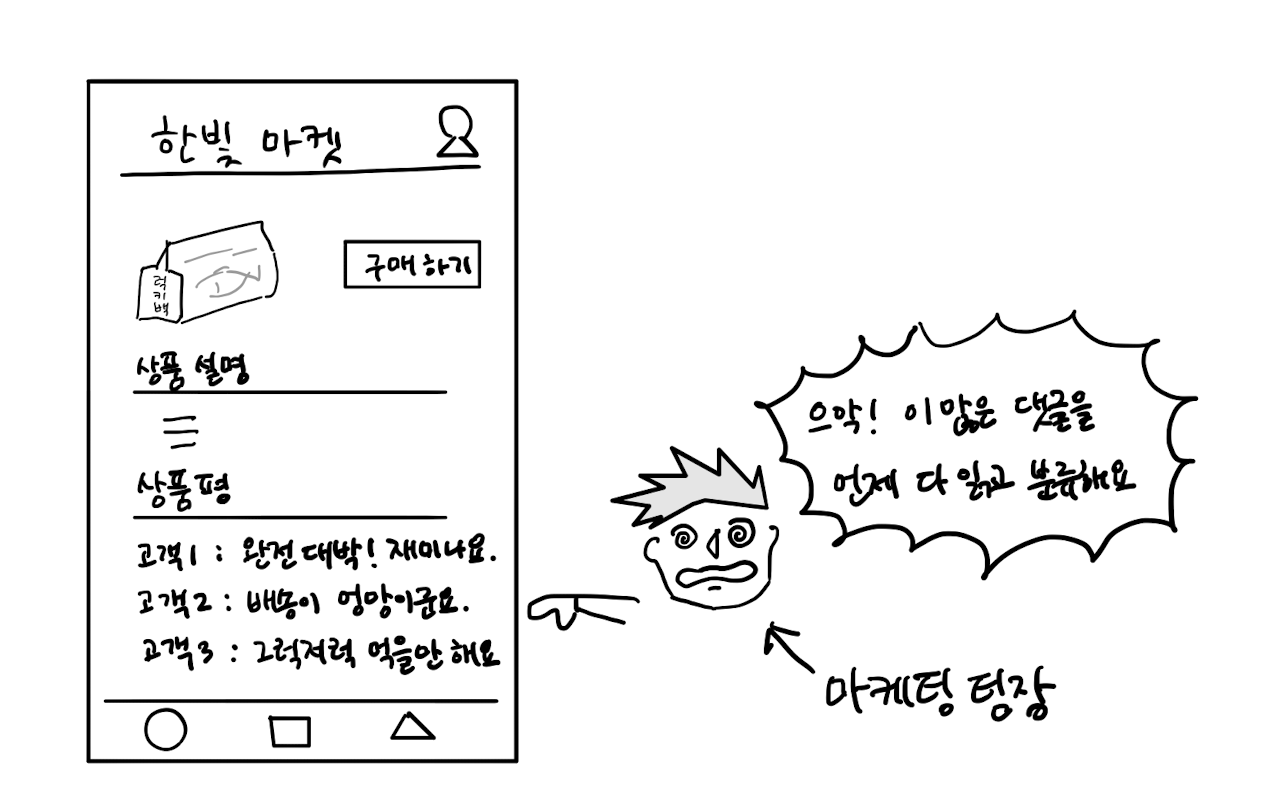 한빛 마켓
럭
키
백
구매하기
상품 설명
상품평
고객1 : 완전 대박! 재미나요.
고객2 : 배송이 엉망이군요.
고객3 : 그럭저럭 먹을만 해요
으악! 이 많은 댓글을
언제 다 읽고 분류해요
마케팅 팀장